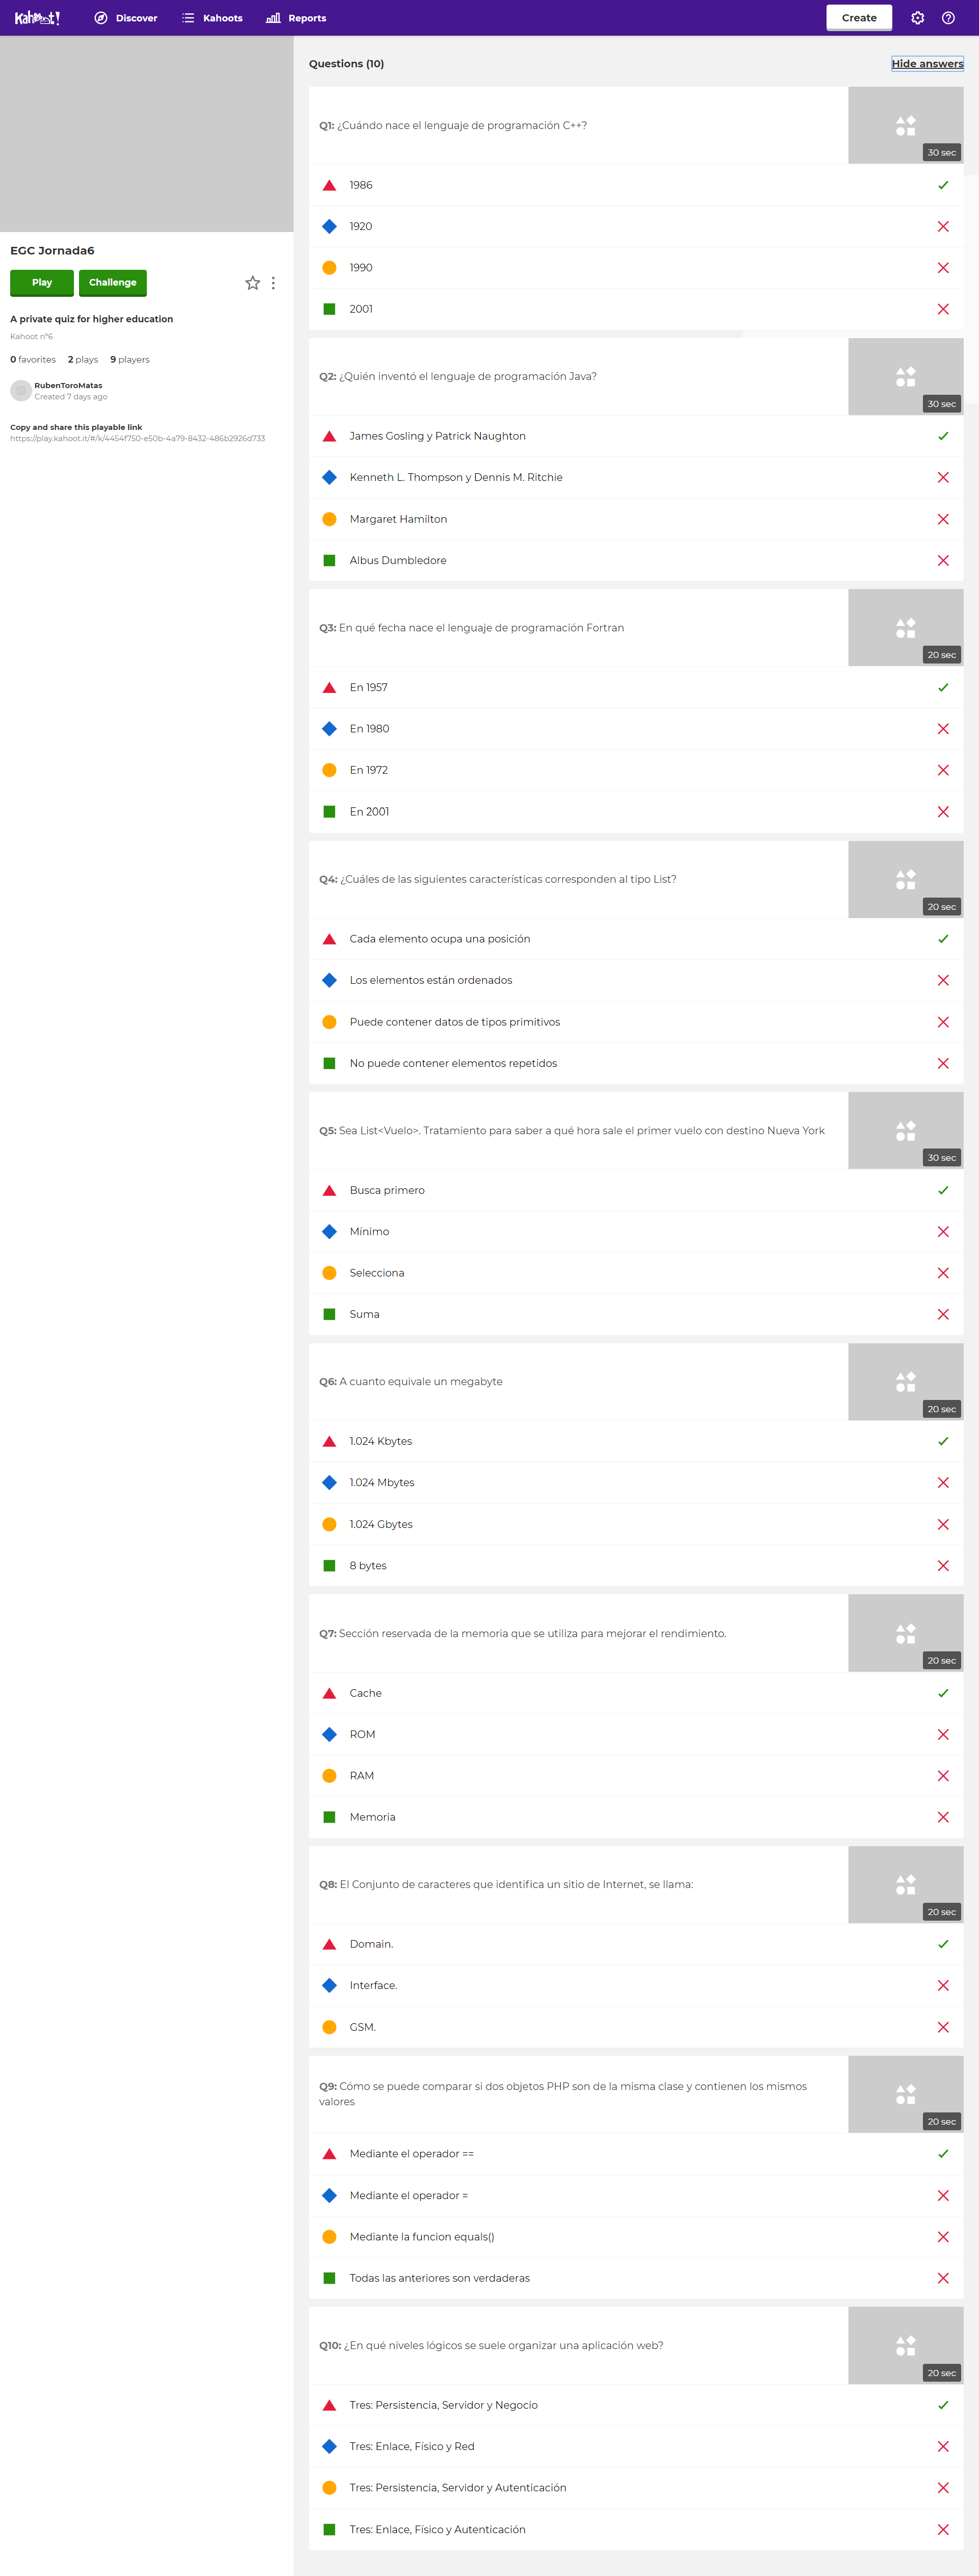 Kahoot!
Discover
Kahoots
Reports
Create
EGC Jornada6
Play
Challenge
A private quiz for higher education
Kahoot nº6
0 favorites 2 plays 9 players
RubenToroMatas
Created 7 days ago
Copy and share this playable link
https://play.kahoot.it/#/k/4454f750-e50b-4a79-8432-486b2926d733
Questions (10)
Hide answers
Q1: ¿Cuándo nace el lenguaje de programación C++?
30 sec
1986
1920
1990
2001
Q2: ¿Quién inventó el lenguaje de programación Java?
30 sec
James Gosling y Patrick Naughton
Kenneth L. Thompson y Dennis M. Ritchie
Margaret Hamilton
Albus Dumbledore
Q3: En qué fecha nace el lenguaje de programación Fortran
20 sec
En 1957
En 1980
En 1972
En 2001
Q4: ¿Cuáles de las siguientes características corresponden al tipo List?
20 sec
Cada elemento ocupa una posición
Los elementos están ordenados
Puede contener datos de tipos primitivos
No puede contener elementos repetidos
Q5: Sea List<Vuelo>. Tratamiento para saber a qué hora sale el primer vuelo con destino Nueva York
30 sec
Busca primero
Mínimo
Selecciona
Suma
Q6: A cuanto equivale un megabyte
20 sec
1.024 Kbytes
1.024 Mbytes
1.024 Gbytes
8 bytes
Q7: Sección reservada de la memoria que se utiliza para mejorar el rendimiento.
20 sec
Cache
ROM
RAM
Memoria
Q8: El Conjunto de caracteres que identifica un sitio de Internet, se llama:
20 sec
Domain.
Interface.
GSM.
Q9: Cómo se puede comparar si dos objetos PHP son de la misma clase y contienen los mismos
valores
20 sec
Mediante el operador ==
Mediante el operador =
Mediante la funcion equals()
Todas las anteriores son verdaderas
Q10: ¿En qué niveles lógicos se suele organizar una aplicación web?
20 sec
Tres: Persistencia, Servidor y Negocio
Tres: Enlace, Físico y Red
Tres: Persistencia, Servidor y Autenticación
Tres: Enlace, Físico y Autenticación